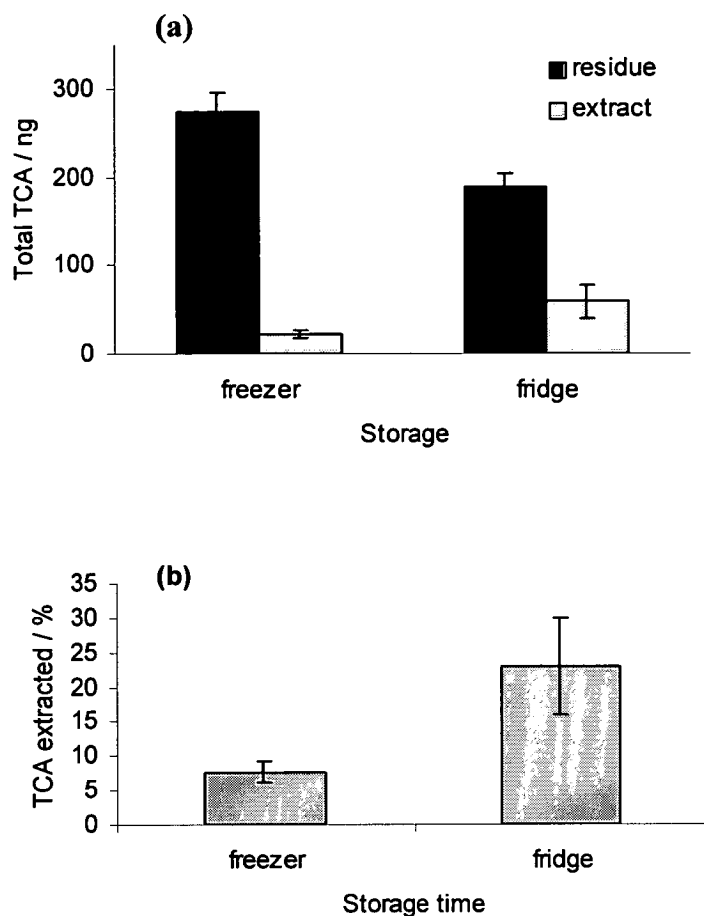 (a)
residue
extract
300
200
100
0
Total TCA / ng
freezer fridge
Storage
(b)
35
30
25
20
15
10
5
0
TCA extracted / %
freezer fridge
Storage time